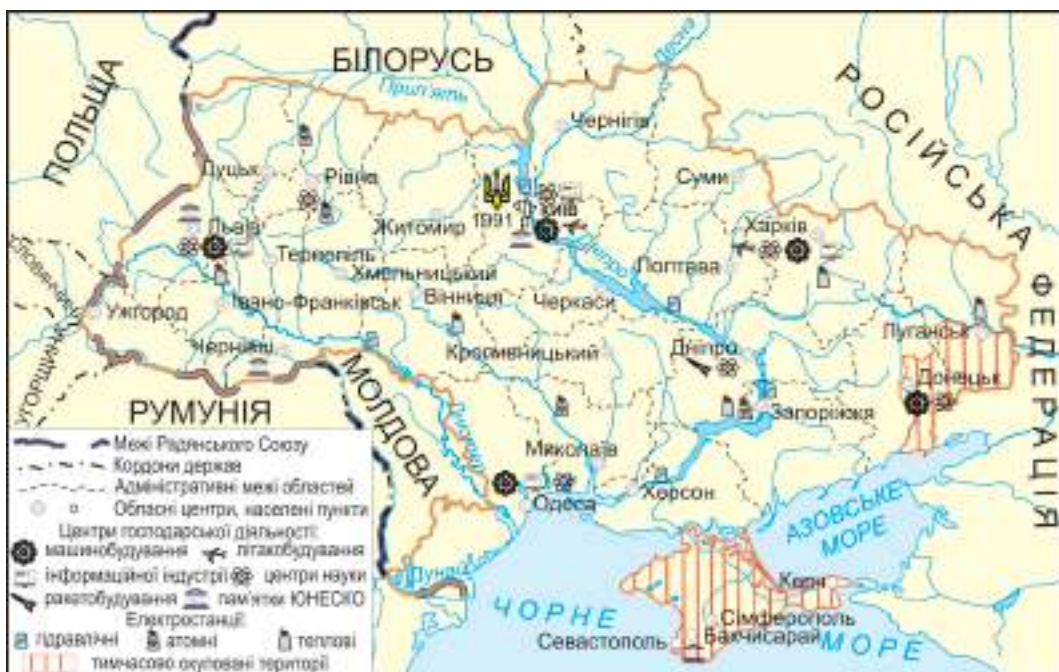 БІЛОРУСЬ
ПОЛЬЩА
РОСІЙСЬКА
ФЕДЕРАЦІЯ
Прип'ять
Десна
Чернігів
Луцьк
Рівне
Суми
Київ
1991
Житомир
Львів
Харків
Тернопіль
Хмельницький
Дніпро
Полтава
Ужгород
Івано-Франківськ
Вінниця
Черкаси
Луганськ
Чернівці
Кропивницький
Дніпро
Донецьк
УГОРЩИНА
РУМУНІЯ
МОЛДОВА
Запоріжжя
Миколаїв
Одеса
Херсон
АЗОВСЬКЕ
МОРЕ
Дунай
Керч
ЧОРНЕ
МОРЕ
Сімферополь
Севастополь
Бахчисарай
Межі Радянського Союзу
Кордони держав
Адміністративні межі областей
Обласні центри, населені пункти
Центри господарської діяльності:
машинобудування літакобудування
інформаційної індустрії центри науки
ракетобудування пам'ятки ЮНЕСКО
Електростанції:
гідравлічні атомні теплові
тимчасово окуповані території